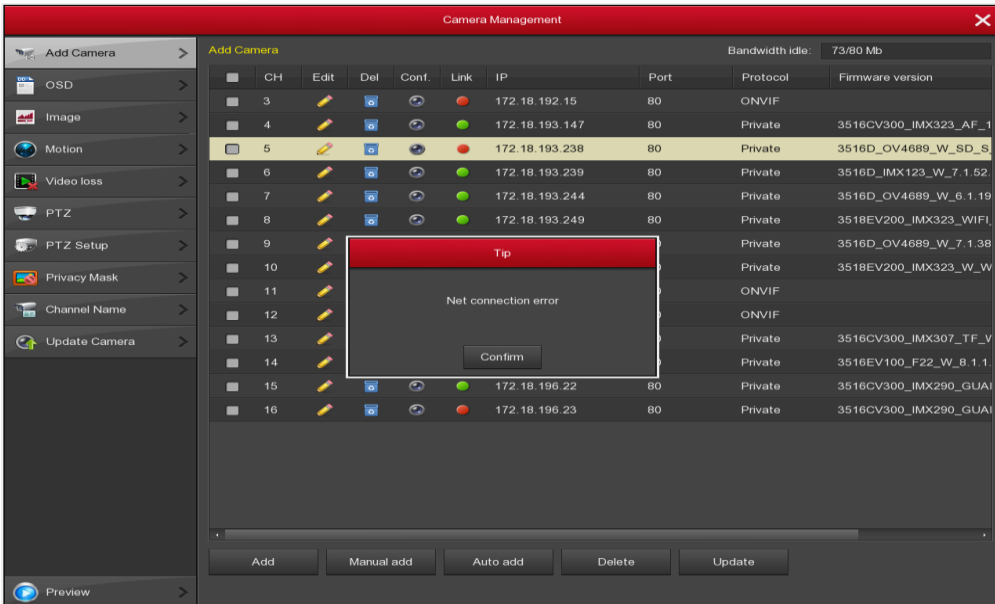 Camera Management
Add Camera
OSD
Image
Motion
Video loss
PTZ
PTZ Setup
Privacy Mask
Channel Name
Update Camera
Preview
Add Camera Bandwidth idle: 73/80 Mb
CH Edit Del Conf. Link IP Port Protocol Firmware version
3 172.18.192.15 80 ONVIF
4 172.18.193.147 80 Private 3516CV300_IMX323_AF_1
5 172.18.193.238 80 Private 3516D_OV4689_W_SD_S_
6 172.18.193.239 80 Private 3516D_IMX123_W_7.1.52.
7 172.18.193.244 80 Private 3516D_OV4689_W_6.1.19
8 172.18.193.249 80 Private 3518EV200_IMX323_WIFI_
9 Private 3516D_OV4689_W_7.1.38
10 Private 3518EV200_IMX323_W_W
11 ONVIF
12 ONVIF
13 Private 3516CV300_IMX307_TF_V
14 Private 3516EV100_F22_W_8.1.1.
15 172.18.196.22 80 Private 3516CV300_IMX290_GUAI
16 172.18.196.23 80 Private 3516CV300_IMX290_GUAI
Tip
Net connection error
Confirm
Add Manual add Auto add Delete Update